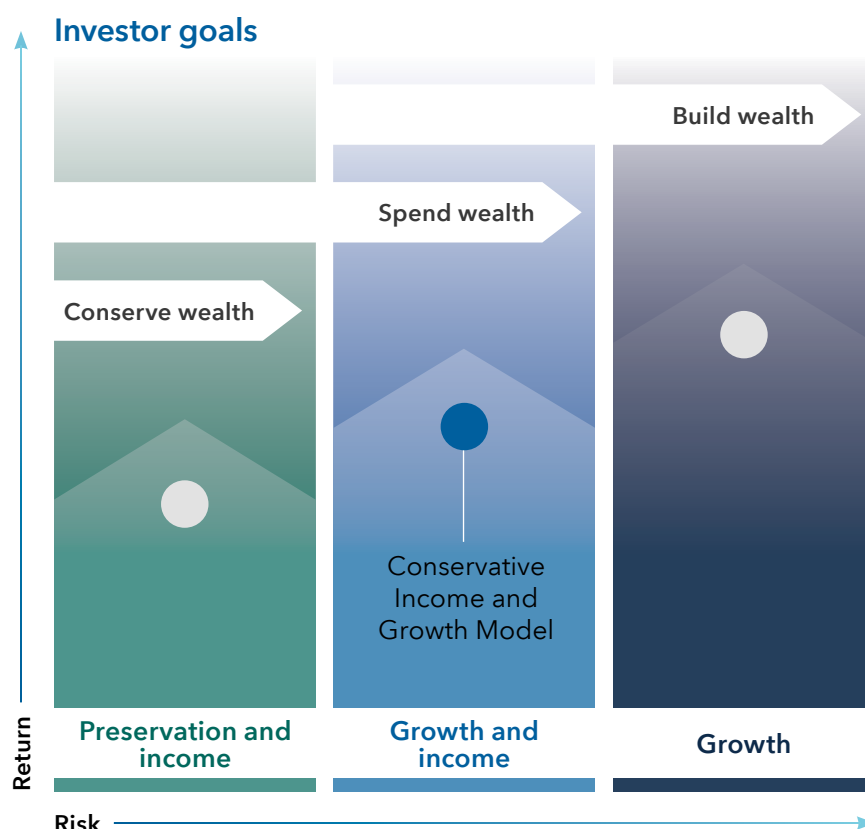 Investor goals
Build wealth
Spend wealth
Conserve wealth
Conservative
Income and
Growth Model
Preservation and
income
Growth and
income
Growth
Return
Risk